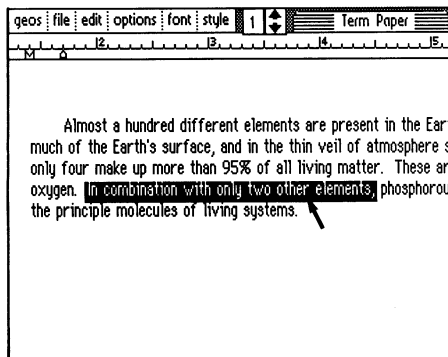 geos file edit options font style 1 Term Paper
2 3 4 5
M
Almost a hundred different elements are present in the Ear
much of the Earth's surface, and in the thin veil of atmosphere s
only four make up more than 95% of all living matter. These ar
oxygen. In combination with only two other elements, phosphorou
the principle molecules of living systems.